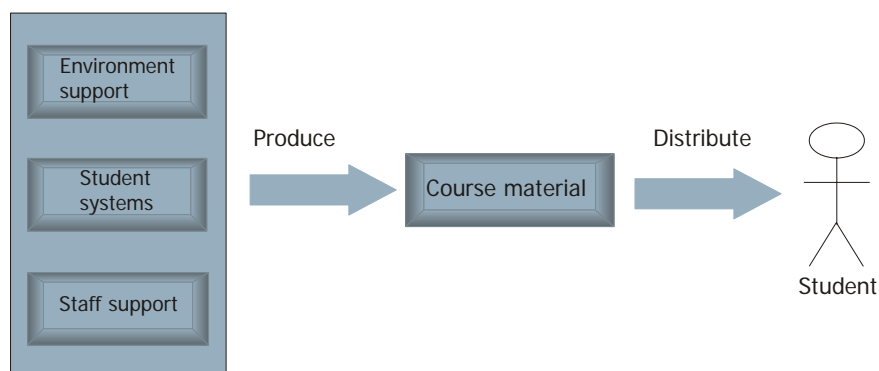 Environment
support
Produce
Distribute
Student
systems
Course material
Staff support
Student